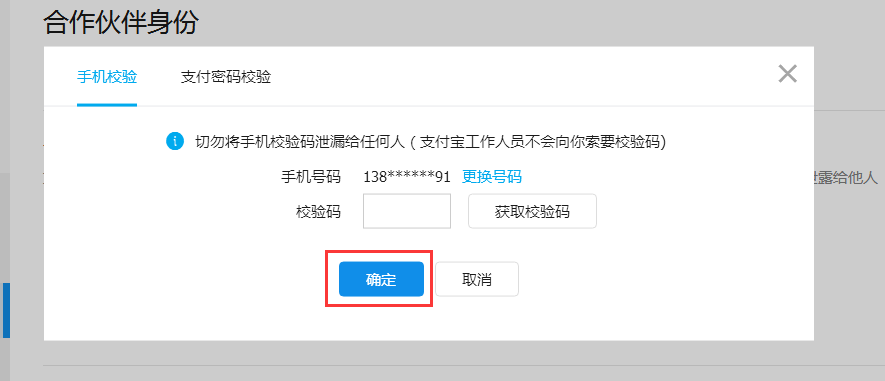 合作伙伴身份
手机校验 支付密码校验
切勿将手机校验码泄漏给任何人 ( 支付宝工作人员不会向你索要校验码)
手机号码 138******91 更换号码
露给他人
校验码 获取校验码
确定 取消